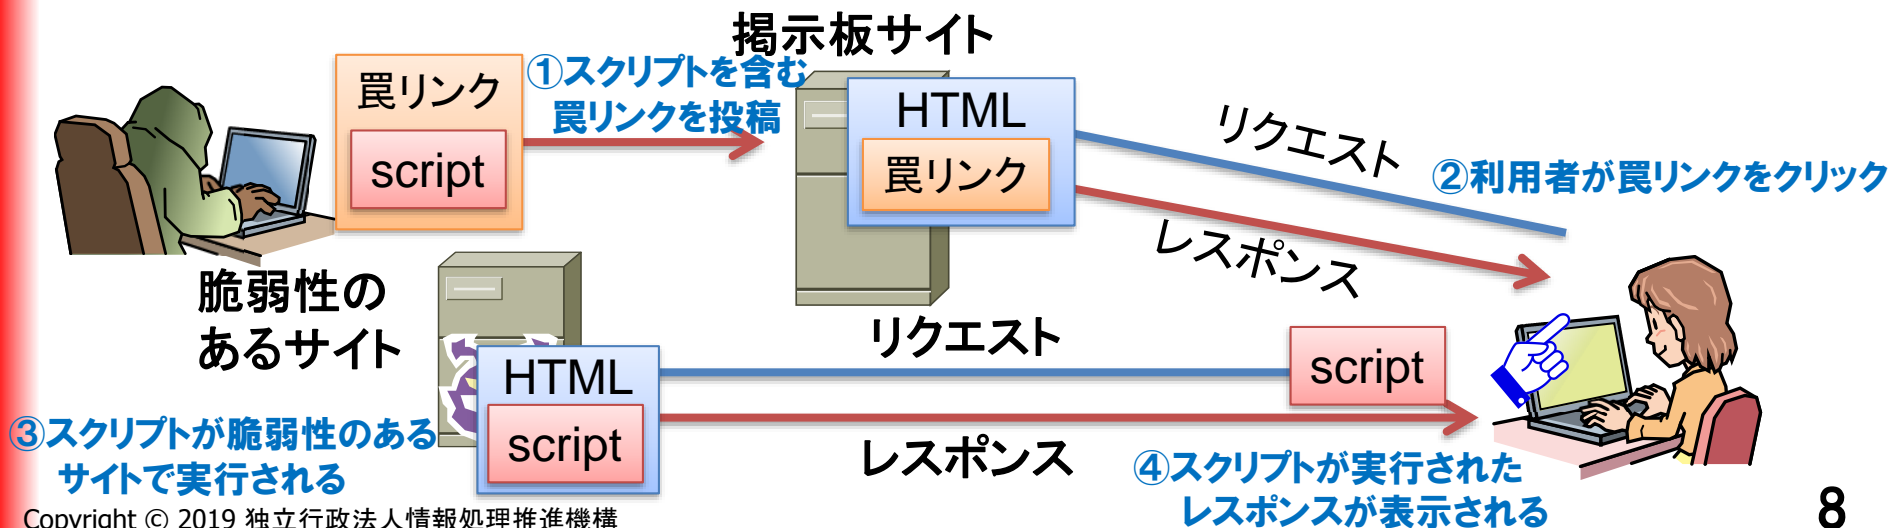 掲示板サイト
罠リンク
script
①スクリプトを含む
罠リンクを投稿
HTML
罠リンク
リクエスト
レスポンス
②利用者が罠リンクをクリック
脆弱性の
あるサイト
HTML
script
リクエスト
script
レスポンス
③スクリプトが脆弱性のある
サイトで実行される
④スクリプトが実行された
レスポンスが表示される
Copyright © 2019 独立行政法人情報処理推進機構
8